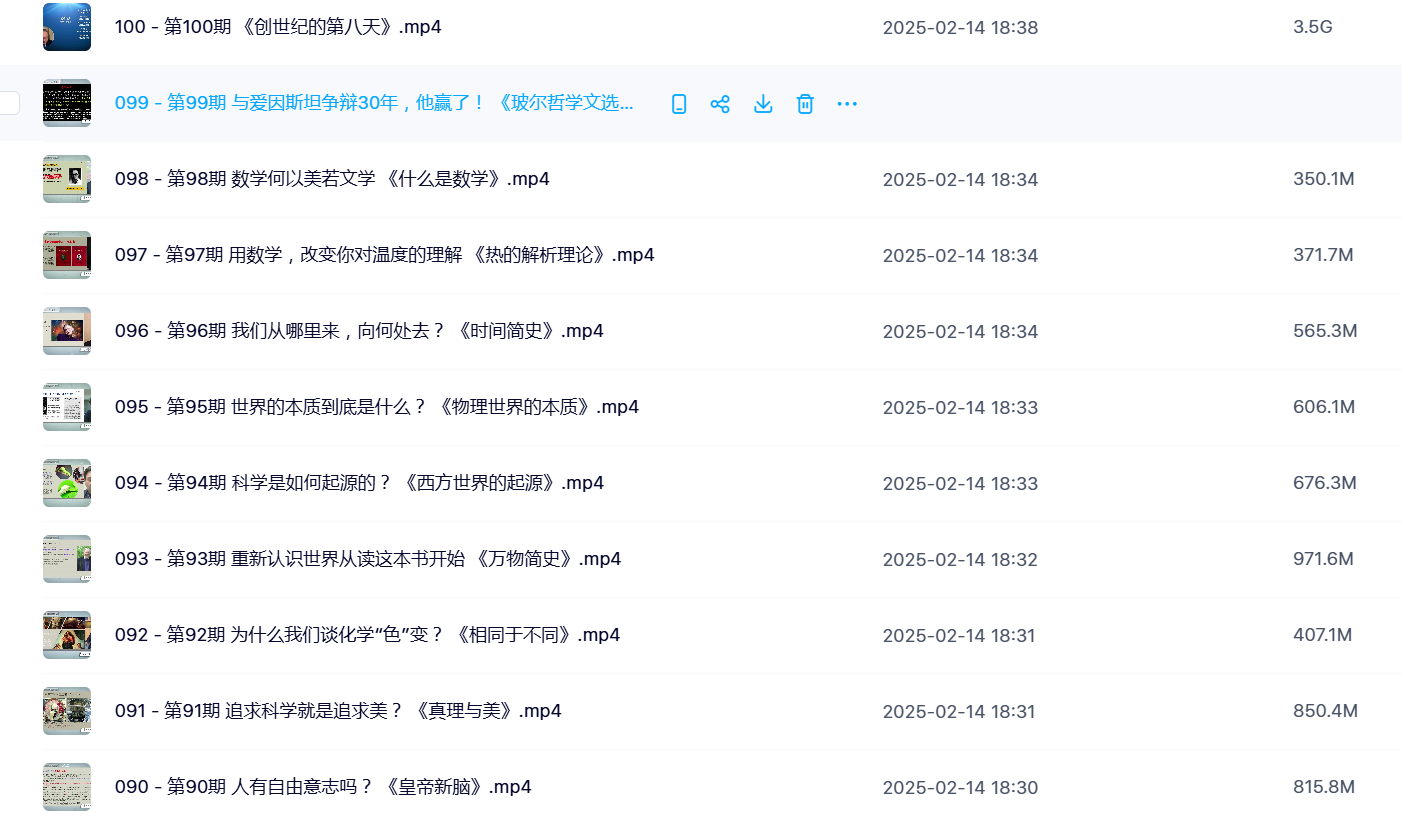 100 - 第100期 《创世纪的第八天》.mp4 2025-02-14 18:38 3.5G
099 - 第99期 与爱因斯坦争辩30年，他赢了！ 《玻尔哲学文选...
098 - 第98期 数学何以美若文学 《什么是数学》.mp4 2025-02-14 18:34 350.1M
097 - 第97期 用数学，改变你对温度的理解 《热的解析理论》.mp4 2025-02-14 18:34 371.7M
096 - 第96期 我们从哪里来，向何处去？ 《时间简史》.mp4 2025-02-14 18:34 565.3M
095 - 第95期 世界的本质到底是什么？ 《物理世界的本质》.mp4 2025-02-14 18:33 606.1M
094 - 第94期 科学是如何起源的？ 《西方世界的起源》.mp4 2025-02-14 18:33 676.3M
093 - 第93期 重新认识世界从读这本书开始 《万物简史》.mp4 2025-02-14 18:32 971.6M
092 - 第92期 为什么我们谈化学“色”变？ 《相同于不同》.mp4 2025-02-14 18:31 407.1M
091 - 第91期 追求科学就是追求美？ 《真理与美》.mp4 2025-02-14 18:31 850.4M
090 - 第90期 人有自由意志吗？ 《皇帝新脑》.mp4 2025-02-14 18:30 815.8M